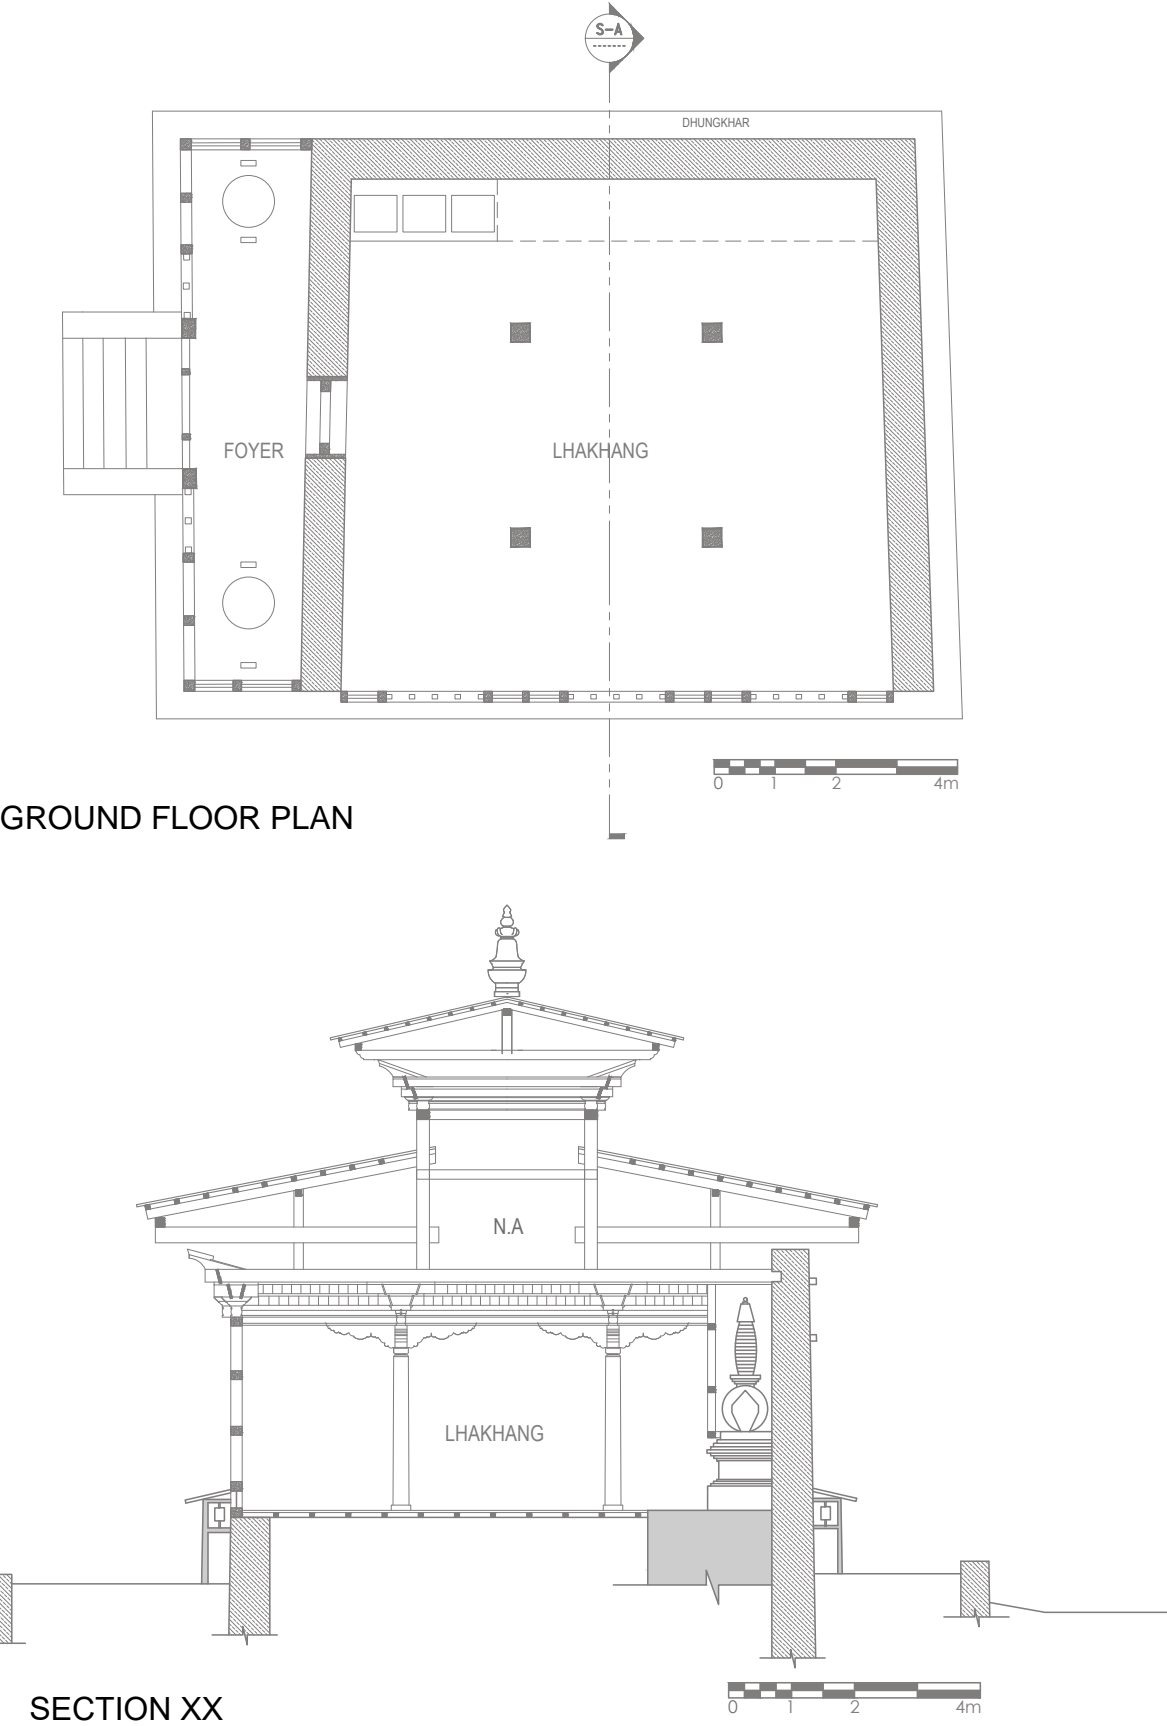 S-A
DHUNGKHAR
FOYER
LHAKHANG
0 1 2 4m
GROUND FLOOR PLAN
N.A
LHAKHANG
0 1 2 4m
SECTION XX